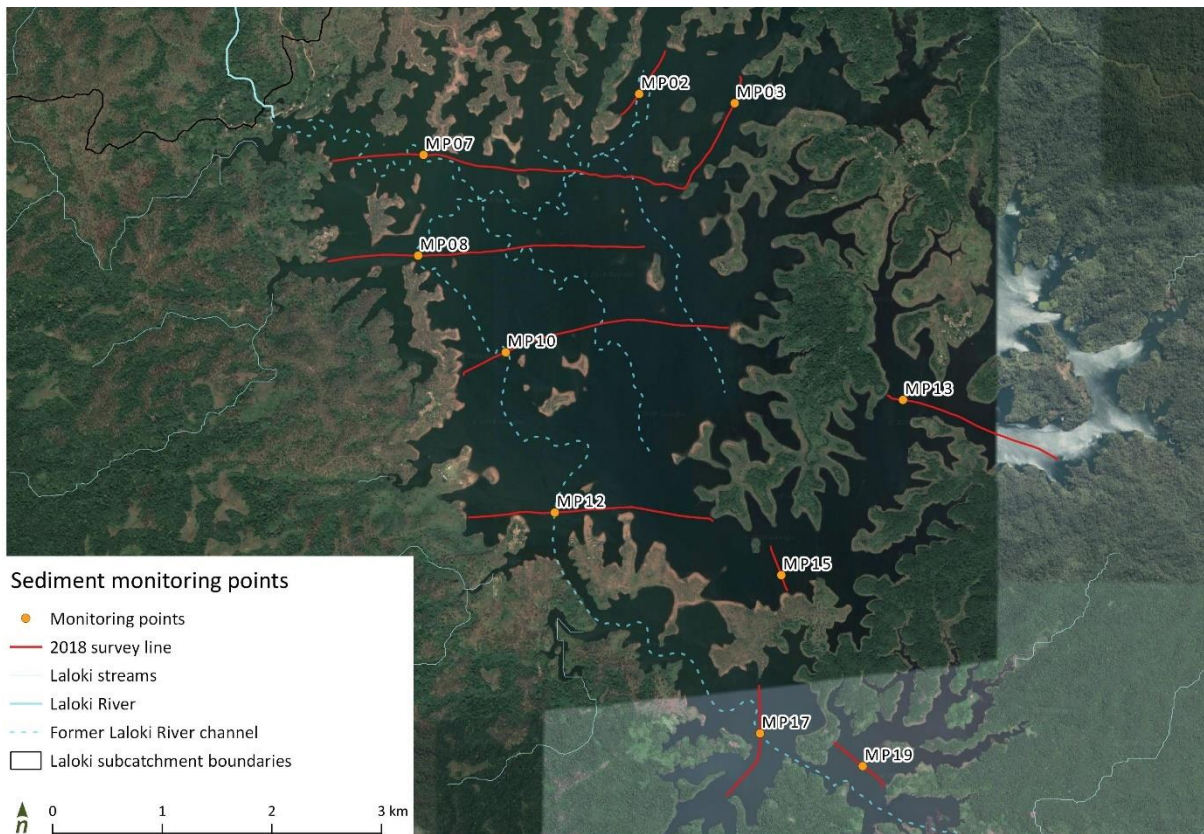 MP02
MP03
MP07
MP08
MP10
MP13
MP12
MP15
MP17
MP19
Sediment monitoring points
Monitoring points
2018 survey line
Laloki streams
Laloki River
Former Laloki River channel
Laloki subcatchment boundaries
n
0 1 2 3 km